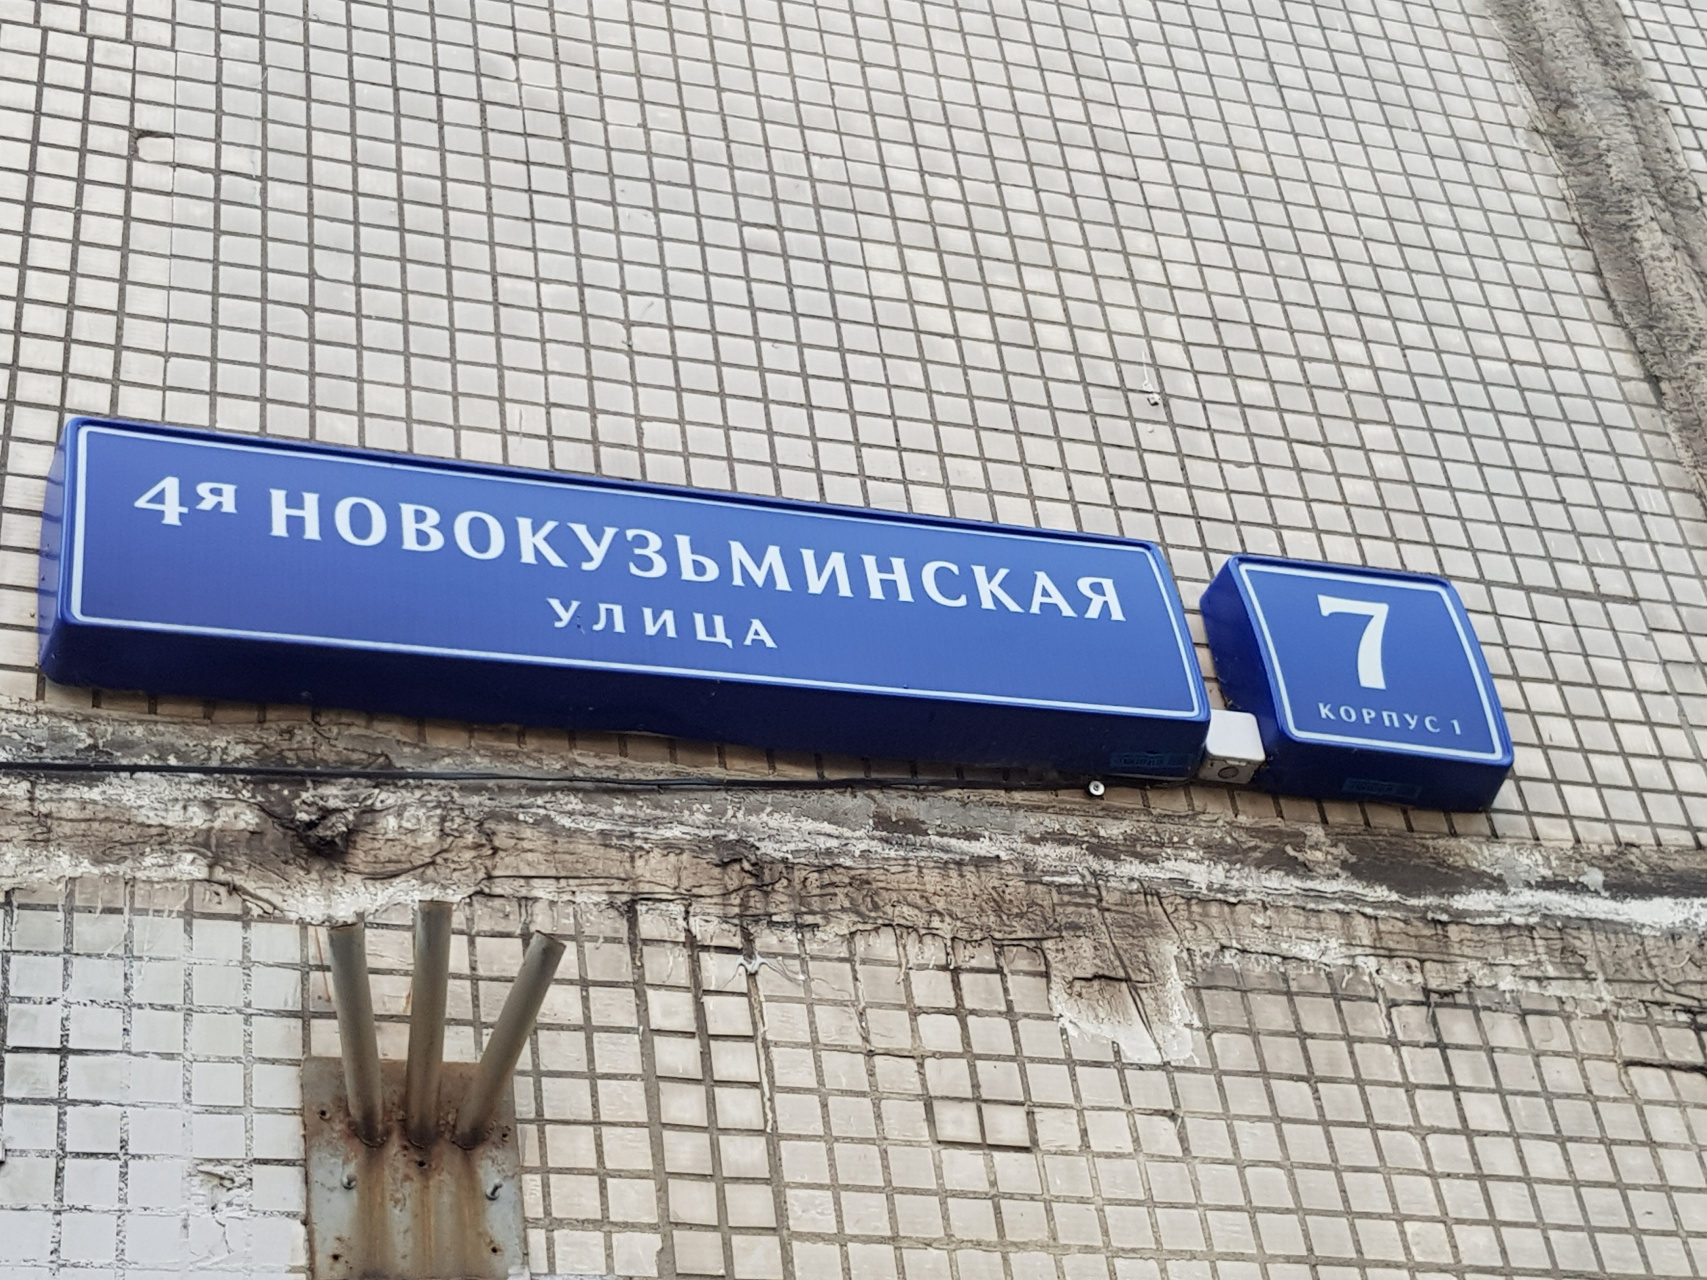 4я НОВОКУЗЬМИНСКАЯ
УЛИЦА
7
КОРПУС 1